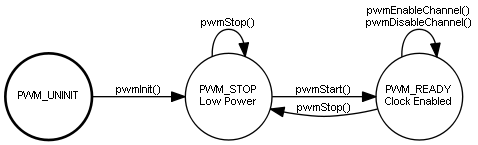 pwmEnableChannel()
pwmDisableChannel()
pwmStop()
PWM_UNINIT
pwmInit()
PWM_STOP
Low Power
pwmStart()
pwmStop()
PWM_READY
Clock Enabled